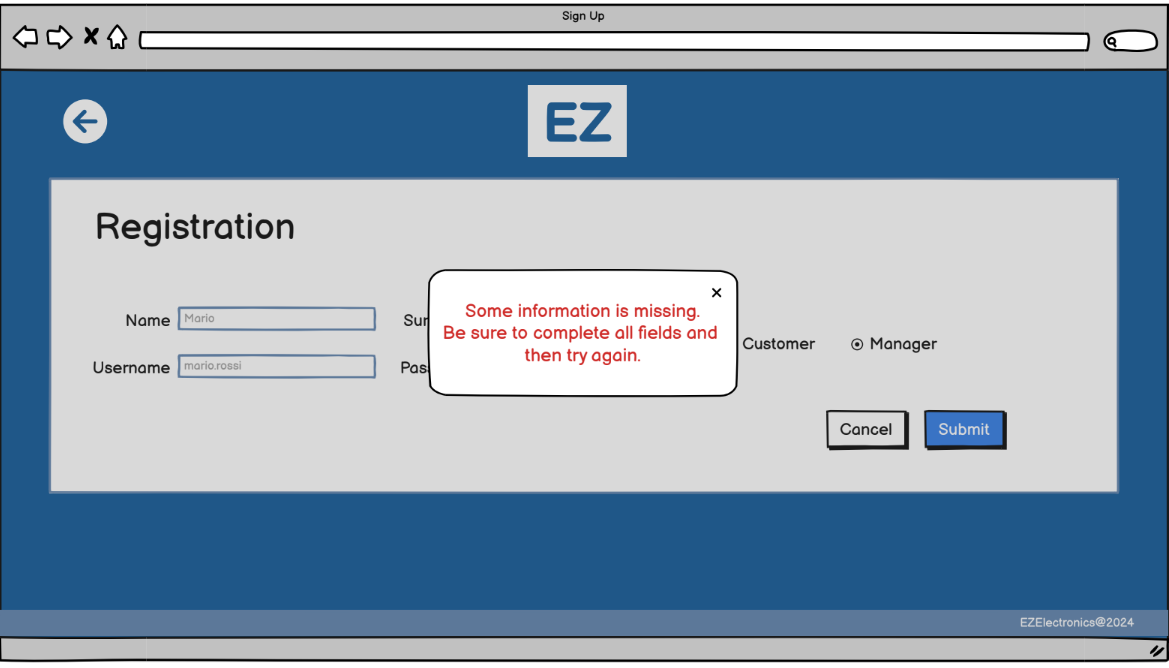 Sign Up
EZ
Registration
Some information is missing.
Be sure to complete all fields and
then try again.
Name Mario
Sur
Customer Manager
Username mario.rossi
Pas
Cancel Submit
EZElectronics@2024